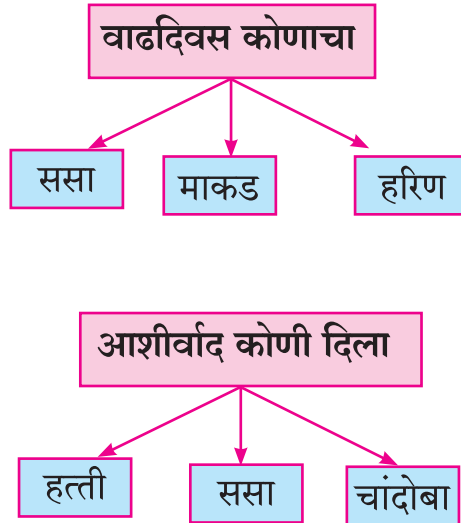 वाढदिवस कोणाचा
ससा माकड हरिण
आशीर्वाद कोणी दिला
हत्ती ससा चांदोबा